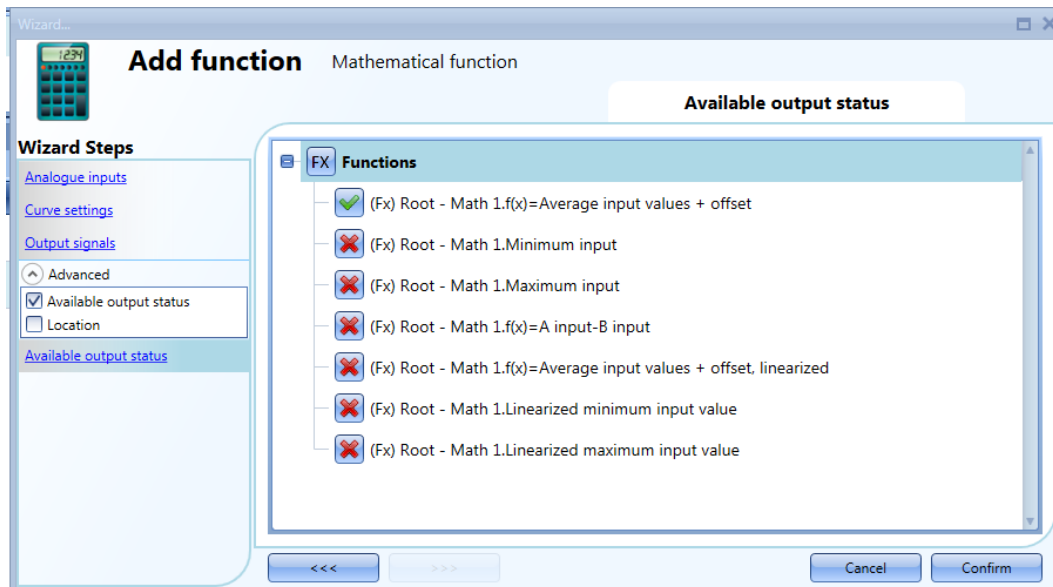 Wizard...
1234
Add function
Mathematical function
Available output status
Wizard Steps
Analogue inputs
Curve settings
Output signals
Advanced
Available output status
Location
Available output status
FX Functions
(Fx) Root - Math 1.f(x)=Average input values + offset
(Fx) Root - Math 1.Minimum input
(Fx) Root - Math 1.Maximum input
(Fx) Root - Math 1.f(x)=A input-B input
(Fx) Root - Math 1.f(x)=Average input values + offset, linearized
(Fx) Root - Math 1.Linearized minimum input value
(Fx) Root - Math 1.Linearized maximum input value
<<<
>>>
Cancel
Confirm